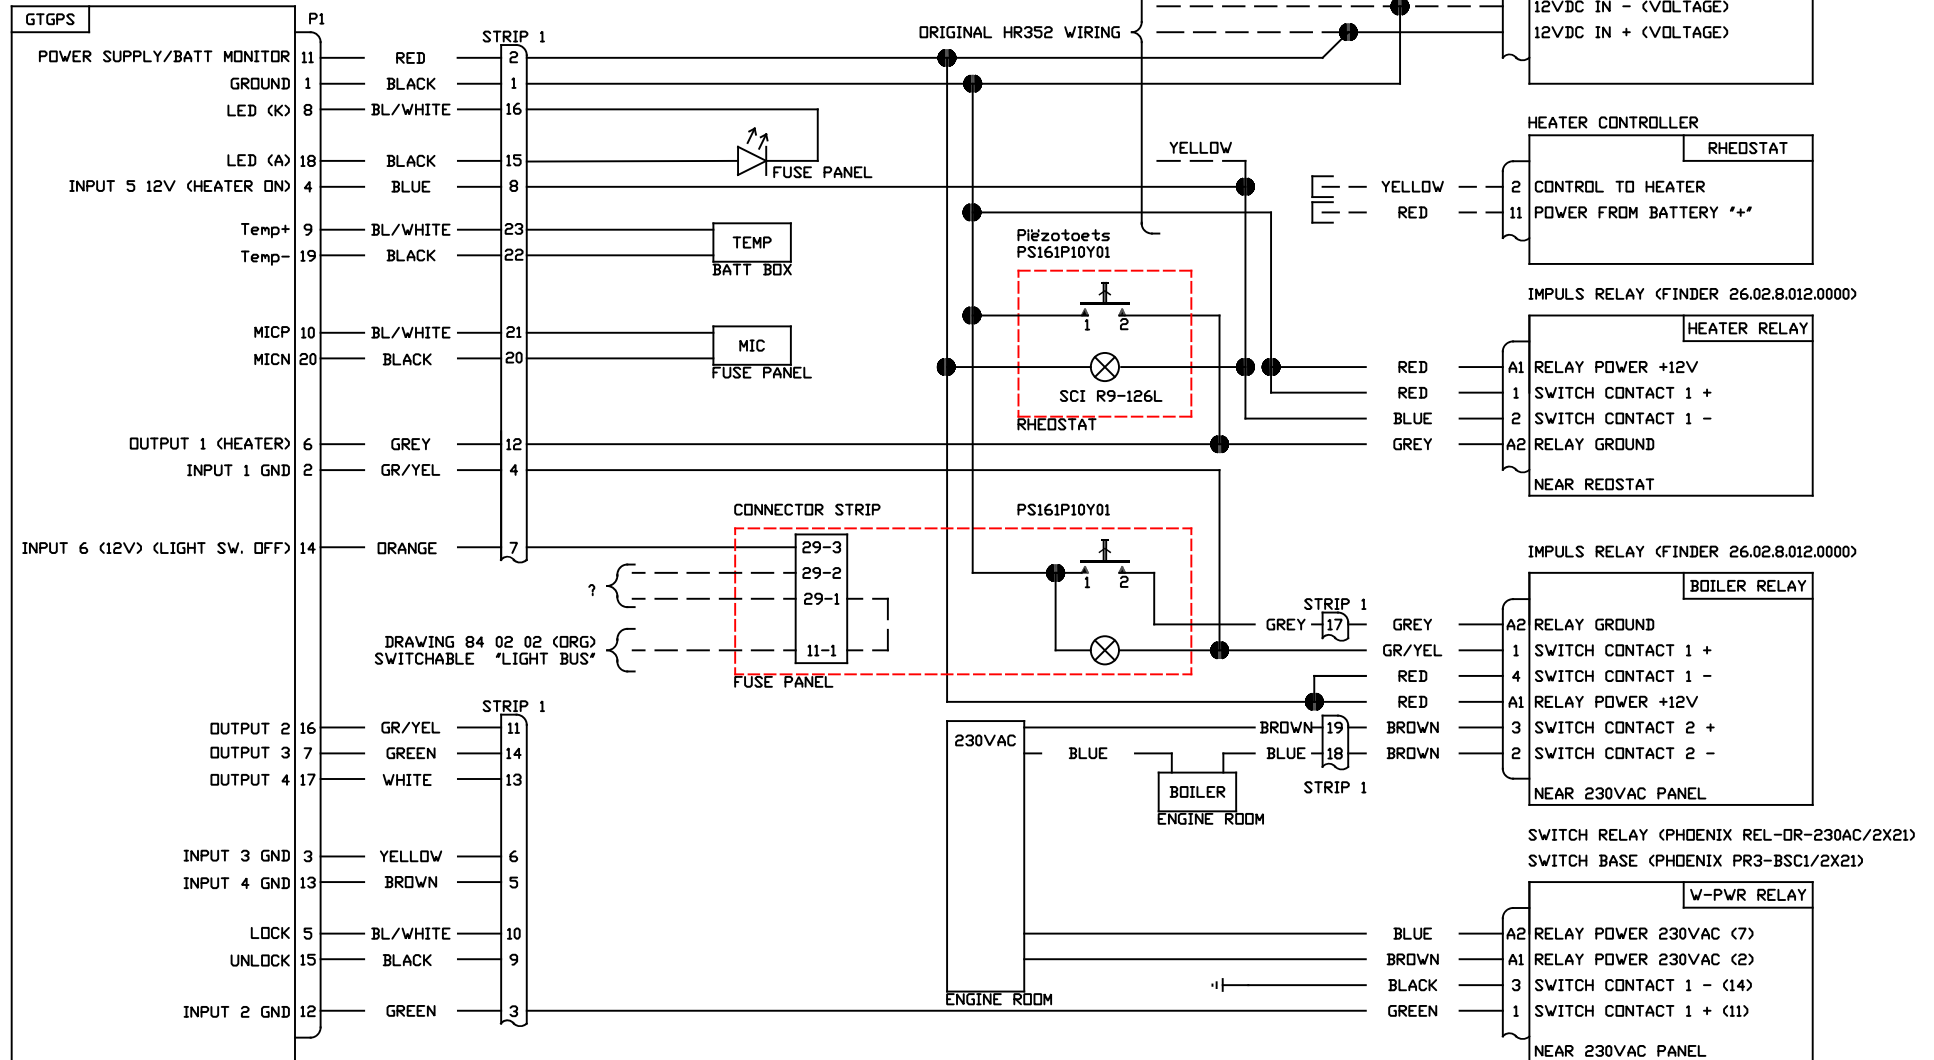 GTGPS
P1
STRIP 1
POWER SUPPLY/BATT MONITOR 11 RED 2
GROUND 1 BLACK 1
LED (K) 8 BL/WHITE 16
LED (A) 18 BLACK 15
FUSE PANEL
INPUT 5 12V (HEATER ON) 4 BLUE 8
Temp+ 9 BL/WHITE 23
Temp- 19 BLACK 22
TEMP
BATT BOX
MICP 10 BL/WHITE 21
MICN 20 BLACK 20
MIC
FUSE PANEL
OUTPUT 1 (HEATER) 6 GREY 12
INPUT 1 GND 2 GR/YEL 4
INPUT 6 (12V) (LIGHT SW. OFF) 14 ORANGE 7
CONNECTOR STRIP
29-3
29-2
29-1
11-1
?
DRAWING 84 02 02 (ORG)
SWITCHABLE "LIGHT BUS"
FUSE PANEL
STRIP 1
OUTPUT 2 16 GR/YEL 11
OUTPUT 3 7 GREEN 14
OUTPUT 4 17 WHITE 13
INPUT 3 GND 3 YELLOW 6
INPUT 4 GND 13 BROWN 5
LOCK 5 BL/WHITE 10
UNLOCK 15 BLACK 9
INPUT 2 GND 12 GREEN 3
ORIGINAL HR352 WIRING
YELLOW
Piëzotoets
PS161P10Y01
1 2
SCI R9-126L
RHEOSTAT
PS161P10Y01
1 2
230VAC
ENGINE ROOM
BLUE
BOILER
ENGINE ROOM
12VDC IN - (VOLTAGE)
12VDC IN + (VOLTAGE)
HEATER CONTROLLER
RHEOSTAT
YELLOW 2 CONTROL TO HEATER
RED 11 POWER FROM BATTERY "+"
IMPULS RELAY (FINDER 26.02.8.012.0000)
HEATER RELAY
RED A1 RELAY POWER +12V
RED 1 SWITCH CONTACT 1 +
BLUE 2 SWITCH CONTACT 1 -
GREY A2 RELAY GROUND
NEAR REOSTAT
IMPULS RELAY (FINDER 26.02.8.012.0000)
BOILER RELAY
STRIP 1
GREY 17 GREY A2 RELAY GROUND
GR/YEL 1 SWITCH CONTACT 1 +
RED 4 SWITCH CONTACT 1 -
RED A1 RELAY POWER +12V
BROWN 19 BROWN 3 SWITCH CONTACT 2 +
BLUE 18 BROWN 2 SWITCH CONTACT 2 -
STRIP 1
NEAR 230VAC PANEL
SWITCH RELAY (PHOENIX REL-OR-230AC/2X21)
SWITCH BASE (PHOENIX PR3-BSC1/2X21)
W-PWR RELAY
BLUE A2 RELAY POWER 230VAC (7)
BROWN A1 RELAY POWER 230VAC (2)
BLACK 3 SWITCH CONTACT 1 - (14)
GREEN 1 SWITCH CONTACT 1 + (11)
NEAR 230VAC PANEL